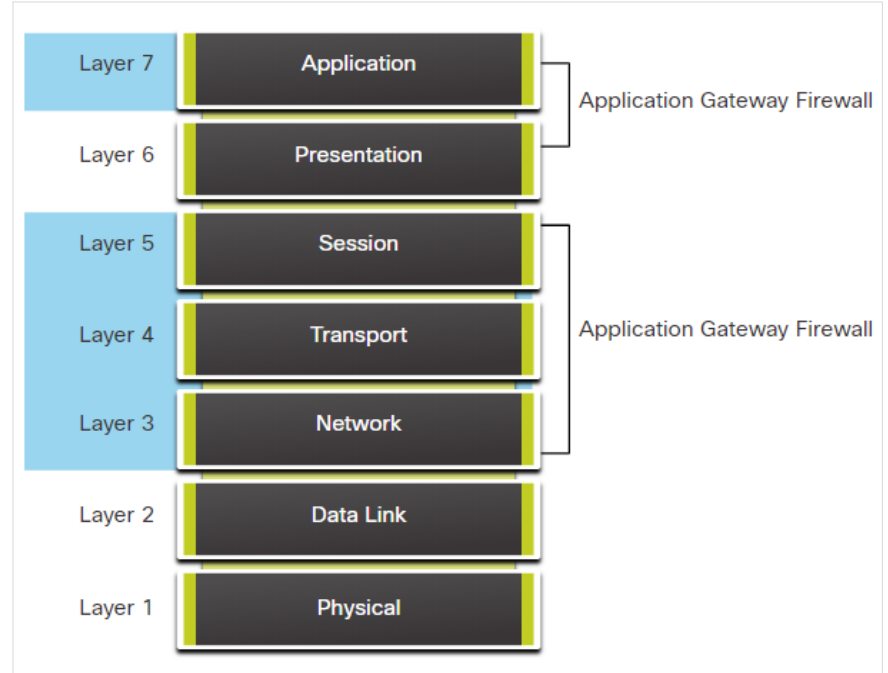 Layer 7 Application
Application Gateway Firewall
Layer 6 Presentation
Layer 5 Session
Layer 4 Transport Application Gateway Firewall
Layer 3 Network
Layer 2 Data Link
Layer 1 Physical